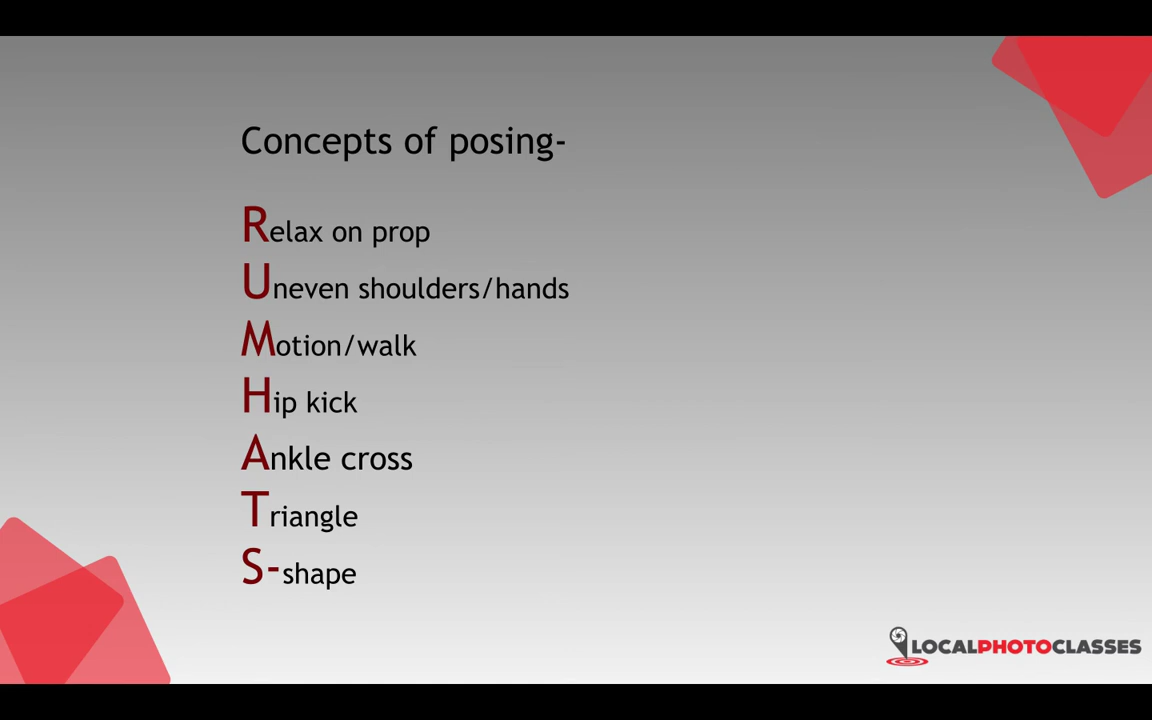 Concepts of posing-
Relax on prop
Uneven shoulders/hands
Motion/walk
Hip kick
Ankle cross
Triangle
S-shape
LOCALPHOTOCLASSES